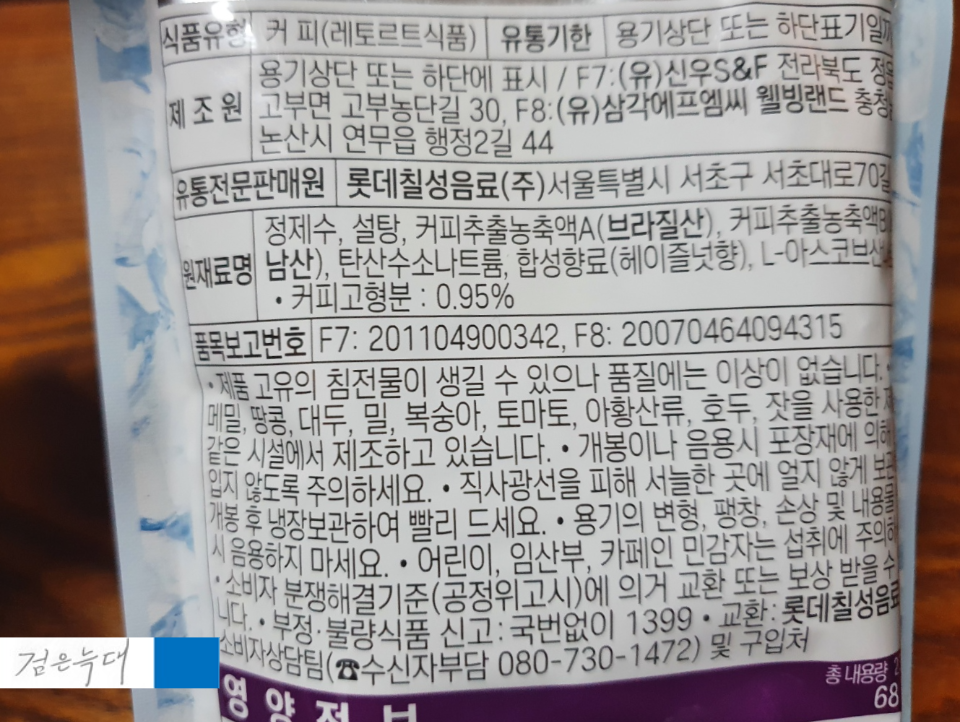 식품유형 커 피(레토르트식품) 유통기한 용기상단 또는 하단표기일까
제 조 원 용기상단 또는 하단에 표시 / F7:(유)신우S&F 전라북도 정읍
고부면 고부농단길 30, F8:(유)삼각에프엠씨 웰빙랜드 충청
논산시 연무읍 행정2길 44
유통전문판매원 롯데칠성음료(주)서울특별시 서초구 서초대로70길
원재료명 정제수, 설탕, 커피추출농축액A(브라질산), 커피추출농축액B
남산), 탄산수소나트륨, 합성향료(헤이즐넛향), L-아스코브산
• 커피고형분 : 0.95%
품목보고번호 F7: 201104900342, F8: 20070464094315
•제품 고유의 침전물이 생길 수 있으나 품질에는 이상이 없습니다. •
메밀, 땅콩, 대두, 밀, 복숭아, 토마토, 아황산류, 호두, 잣을 사용한 제
같은 시설에서 제조하고 있습니다. • 개봉이나 음용시 포장재에 의해
입지 않도록 주의하세요. • 직사광선을 피해 서늘한 곳에 얼지 않게 보관
개봉 후 냉장보관하여 빨리 드세요. • 용기의 변형, 팽창, 손상 및 내용물
시 음용하지 마세요. • 어린이, 임산부, 카페인 민감자는 섭취에 주의하
• 소비자 분쟁해결기준(공정위고시)에 의거 교환 또는 보상 받을 수
니다. • 부정·불량식품 신고 : 국번없이 1399 • 교환 : 롯데칠성음료
소비자상담팀(☎수신자부담 080-730-1472) 및 구입처
검은늑대
영 양 정 보
총 내용량 2
68